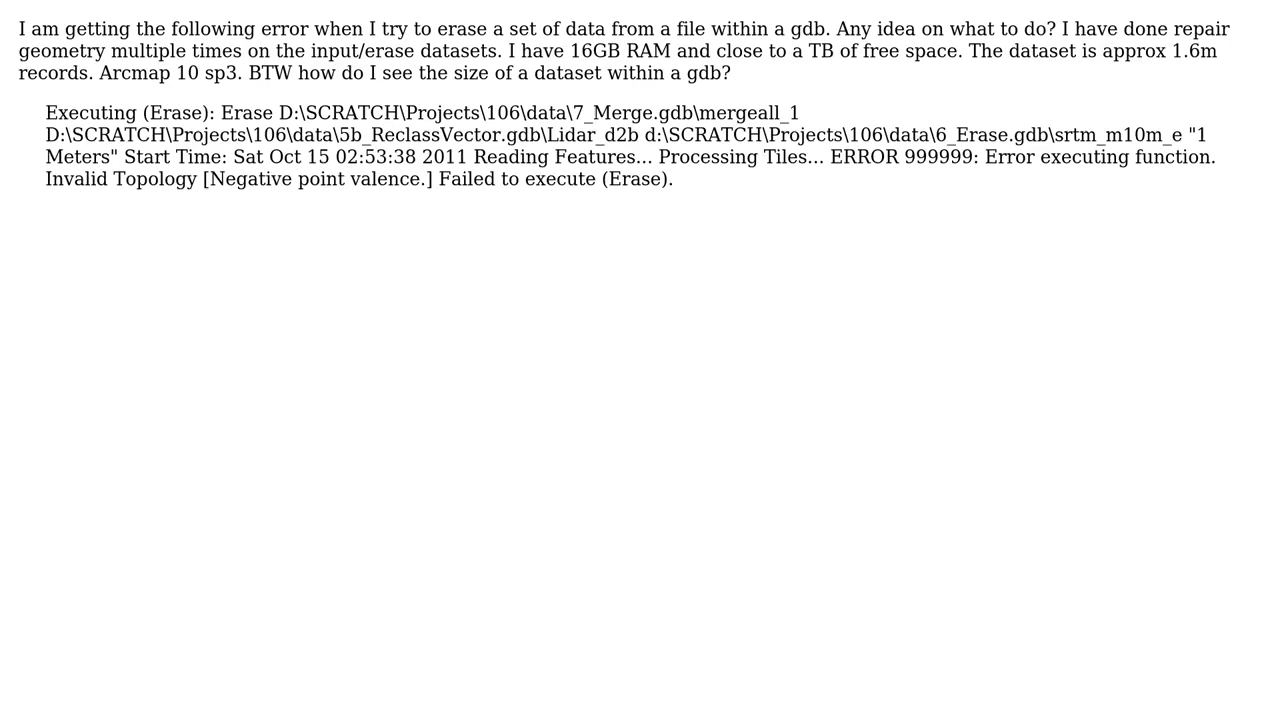 I am getting the following error when I try to erase a set of data from a file within a gdb. Any idea on what to do? I have done repair
geometry multiple times on the input/erase datasets. I have 16GB RAM and close to a TB of free space. The dataset is approx 1.6m
records. Arcmap 10 sp3. BTW how do I see the size of a dataset within a gdb?
Executing (Erase): Erase D:\SCRATCH\Projects\106\data\7_Merge.gdb\mergeall_1
D:\SCRATCH\Projects\106\data\5b_ReclassVector.gdb\Lidar_d2b d:\SCRATCH\Projects\106\data\6_Erase.gdb\srtm_m10m_e "1
Meters" Start Time: Sat Oct 15 02:53:38 2011 Reading Features... Processing Tiles... ERROR 999999: Error executing function.
Invalid Topology [Negative point valence.] Failed to execute (Erase).